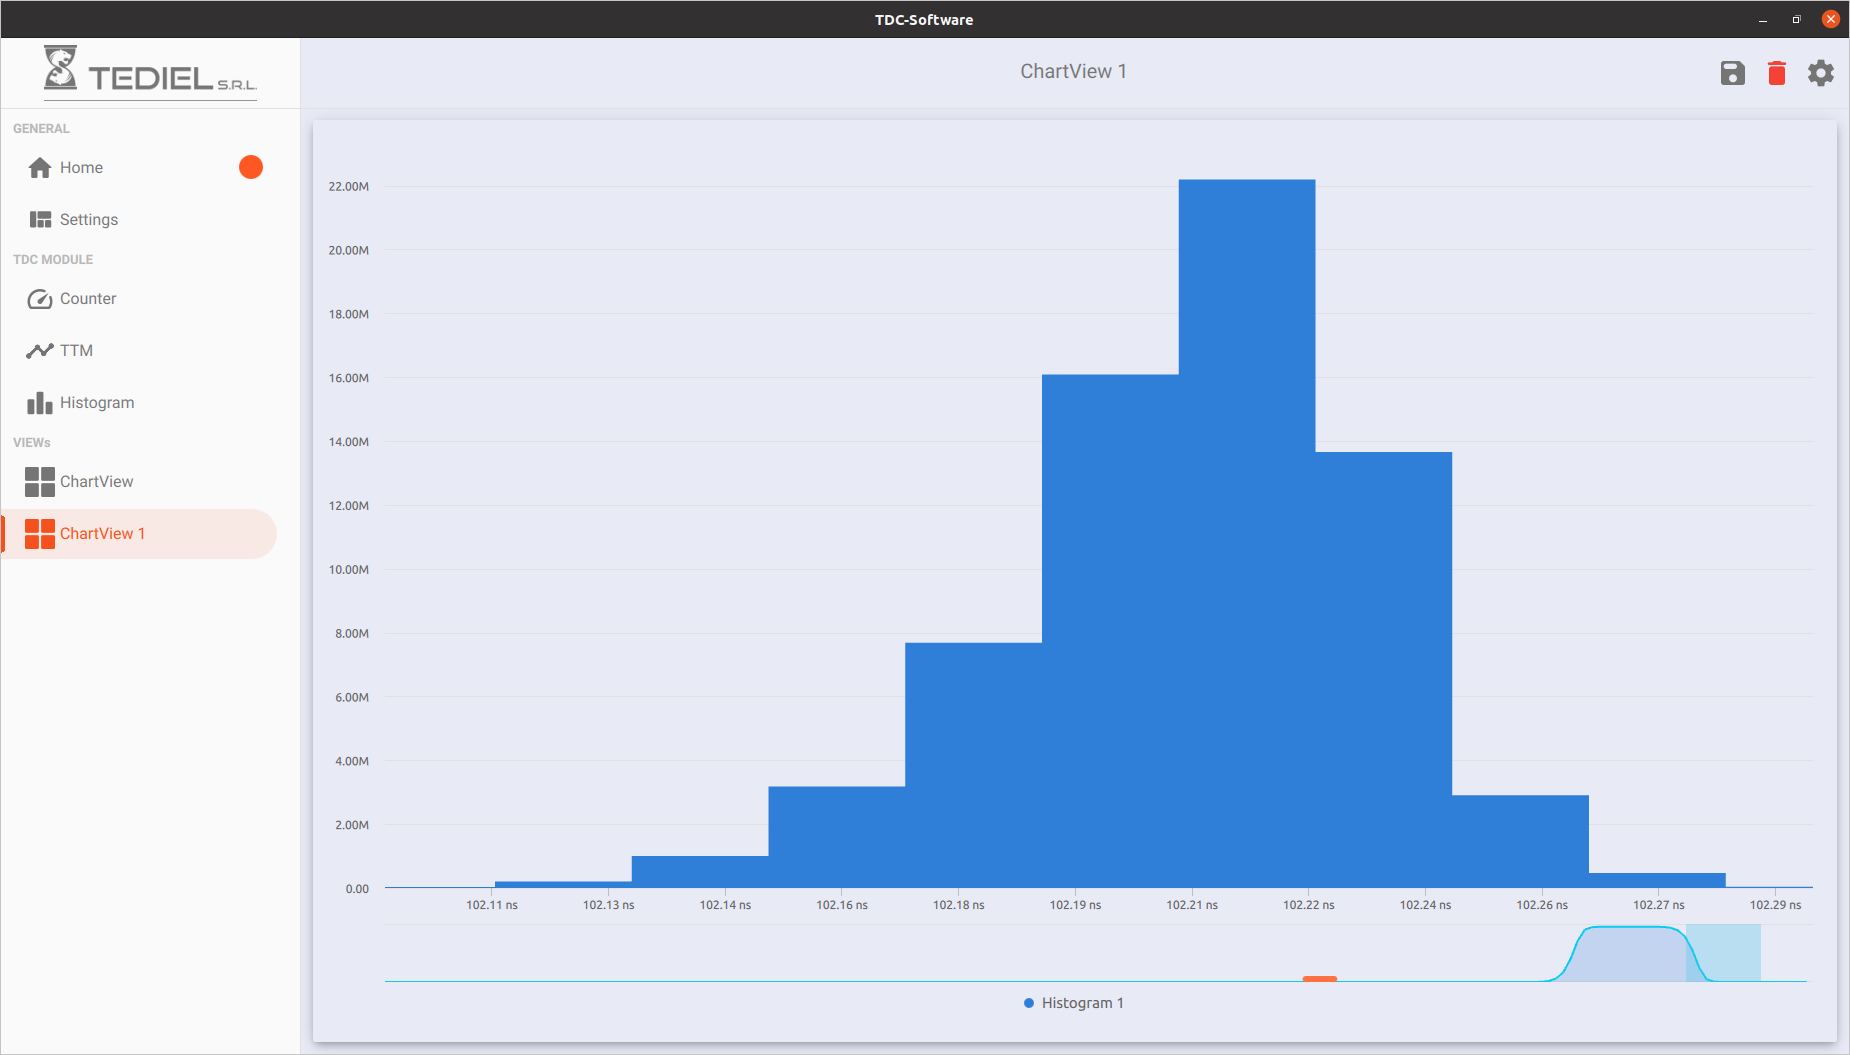 TDC-Software
TEDIEL S.R.L.
ChartView 1
GENERAL
Home
Settings
TDC MODULE
Counter
TTM
Histogram
VIEWs
ChartView
ChartView 1
22.00M
20.00M
18.00M
16.00M
14.00M
12.00M
10.00M
8.00M
6.00M
4.00M
2.00M
0.00
102.11 ns 102.13 ns 102.14 ns 102.16 ns 102.18 ns 102.19 ns 102.21 ns 102.22 ns 102.24 ns 102.26 ns 102.27 ns 102.29 ns
Histogram 1